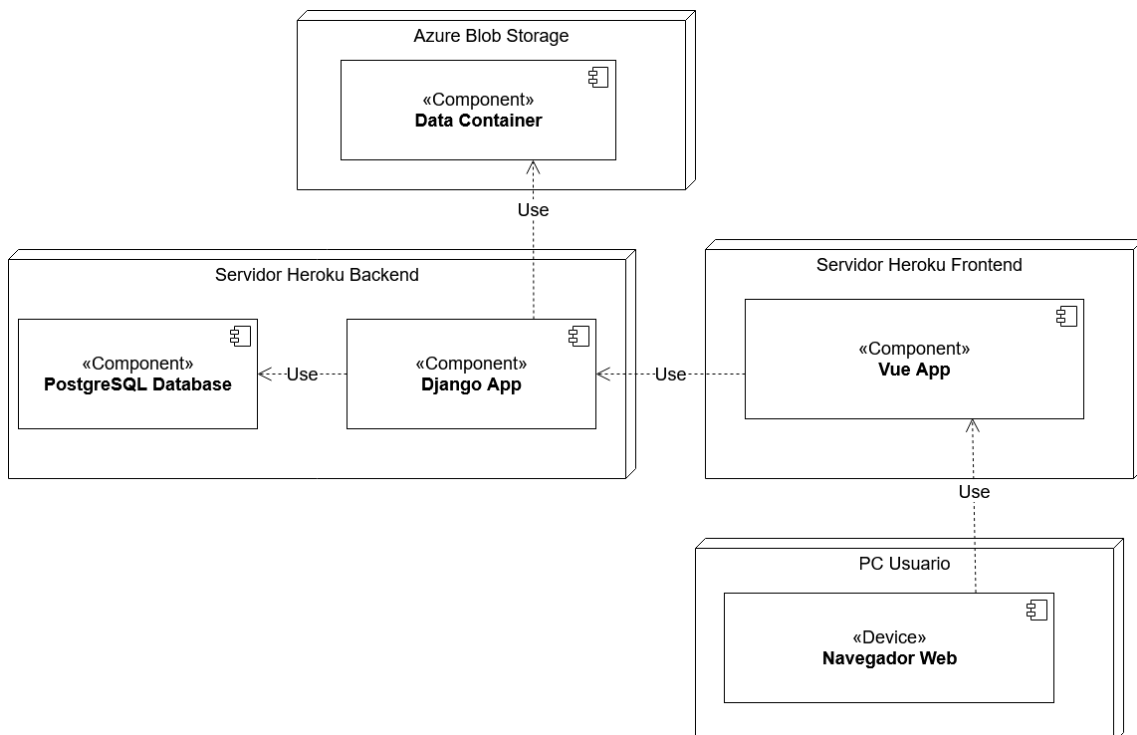 Azure Blob Storage
«Component»
Data Container
Use
Servidor Heroku Backend
«Component»
PostgreSQL Database
Use
«Component»
Django App
Use
Servidor Heroku Frontend
«Component»
Vue App
Use
PC Usuario
«Device»
Navegador Web